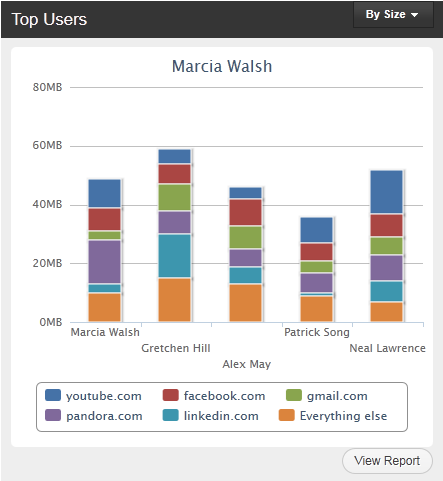 Top Users
By Size
Marcia Walsh
80MB
60MB
40MB
20MB
0MB
Marcia Walsh
Patrick Song
Gretchen Hill
Neal Lawrence
Alex May
youtube.com facebook.com gmail.com
pandora.com linkedin.com Everything else
View Report